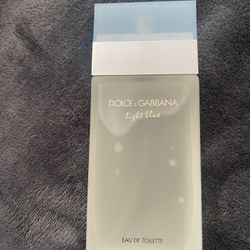 DOLCE & GABBANA
light blue
EAU DE TOILETTE